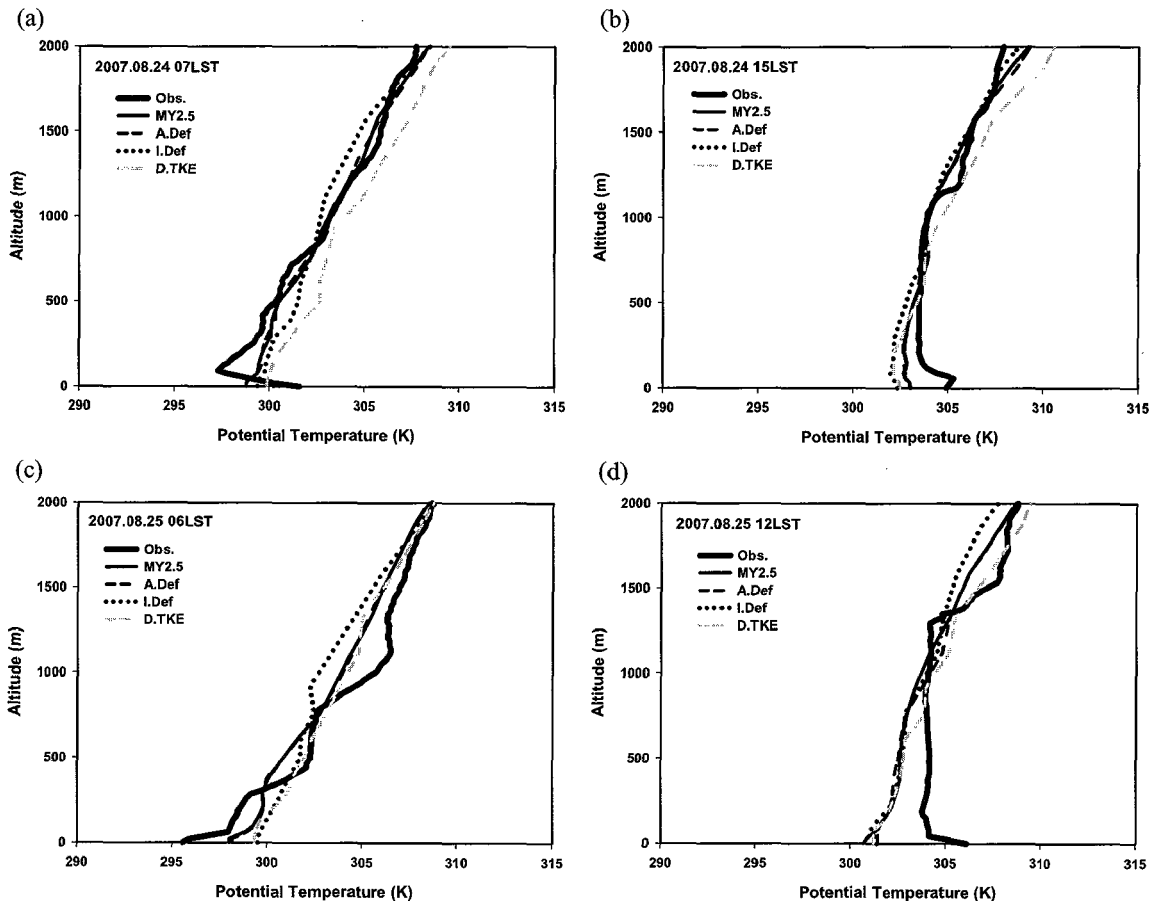 (a)
2007.08.24 07LST
Obs.
MY2.5
A.Def
I.Def
D.TKE
2000
1500
1000
500
0
Altitude (m)
290 295 300 305 310 315
Potential Temperature (K)
(b)
2007.08.24 15LST
Obs.
MY2.5
A.Def
I.Def
D.TKE
2000
1500
1000
500
0
Altitude (m)
290 295 300 305 310 315
Potential Temperature (K)
(c)
2007.08.25 06LST
Obs.
MY2.5
A.Def
I.Def
D.TKE
2000
1500
1000
500
0
Altitude (m)
290 295 300 305 310 315
Potential Temperature (K)
(d)
2007.08.25 12LST
Obs.
MY2.5
A.Def
I.Def
D.TKE
2000
1500
1000
500
0
Altitude (m)
290 295 300 305 310 315
Potential Temperature (K)